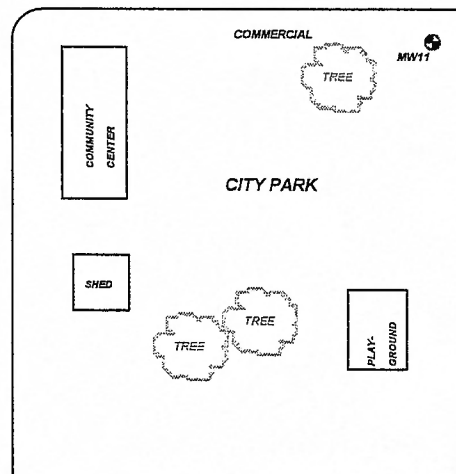 COMMERCIAL
MW11
TREE
COMMUNITY
CENTER
CITY PARK
SHED
TREE
TREE
PLAY-
GROUND